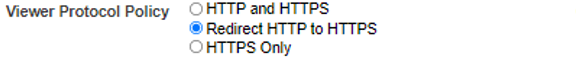 Viewer Protocol Policy HTTP and HTTPS
Redirect HTTP to HTTPS
HTTPS Only